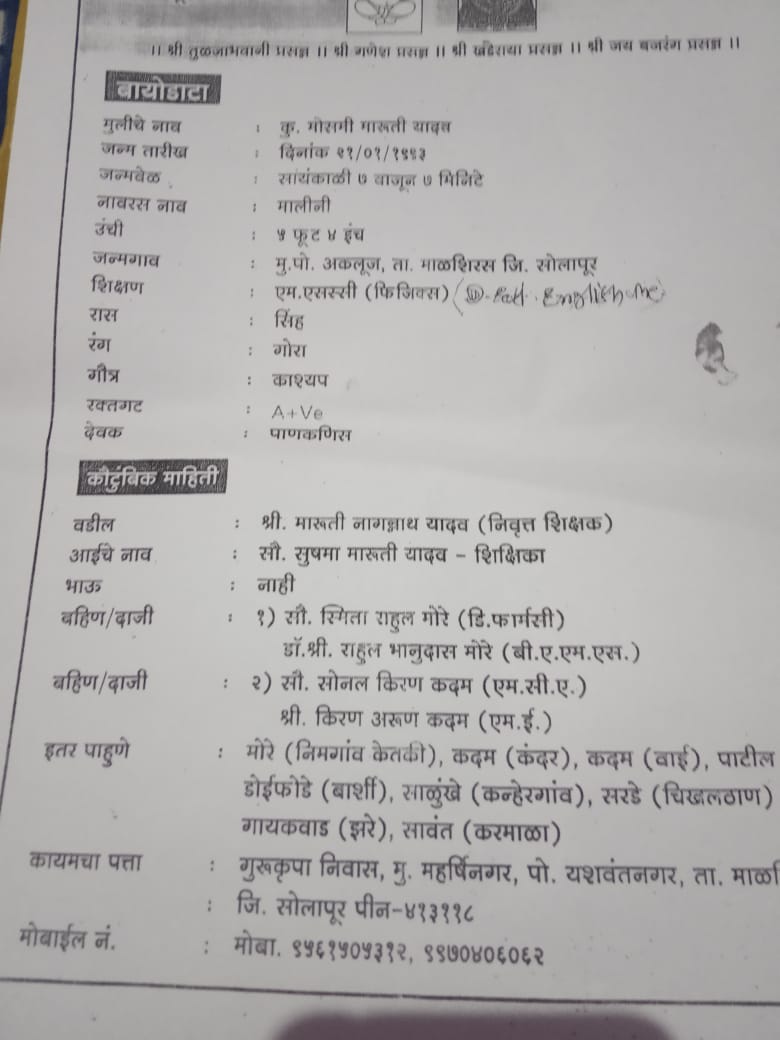 ।। श्री तुळजाभवानी प्रसन्न ।। श्री गणेश प्रसन्न ।। श्री खंडेराया प्रसन्न ।। श्री जय बजरंग प्रसन्न ।।
बायोडाटा
मुलीचे नाव : कु. मोसमी मारूती यादव
जन्म तारीख : दिनांक २१/०१/१९९३
जन्मवेळ : सायंकाळी ७ वाजून ७ मिनिटे
नावरस नाव : मालीनी
उंची : ५ फूट ४ इंच
जन्मगाव : मु.पो. अकलूज, ता. माळशिरस जि. सोलापूर
शिक्षण : एम.एसस्सी (फिजिक्स) English
रास : सिंह
रंग : गोरा
गौत्र : काश्यप
रक्तगट : A+Ve
देवक : पाणकणिस
कौटुंबिक माहिती
वडील : श्री. मारूती नागन्नाथ यादव (निवृत्त शिक्षक)
आईचे नाव : सौ. सुषमा मारूती यादव - शिक्षिका
भाऊ : नाही
बहिण/दाजी : १) सौ. स्मिता राहुल मोरे (डि.फार्मसी)
डॉ.श्री. राहुल भानुदास मोरे (बी.ए.एम.एस.)
बहिण/दाजी : २) सौ. सोनल किरण कदम (एम.सी.ए.)
श्री. किरण अरूण कदम (एम.ई.)
इतर पाहुणे : मोरे (निमगांव केतकी), कदम (कंदर), कदम (वाई), पाटील
डोईफोडे (बार्शी), साळुंखे (कन्हेरगांव), सरडे (चिखलठाण)
गायकवाड (झरे), सावंत (करमाळा)
कायमचा पत्ता : गुरूकृपा निवास, मु. महर्षिनगर, पो. यशवंतनगर, ता. माळशि
: जि. सोलापूर पीन-४१३११८
मोबाईल नं. : मोबा. ९५६१५०५३१२, ९९७०४०६०६२